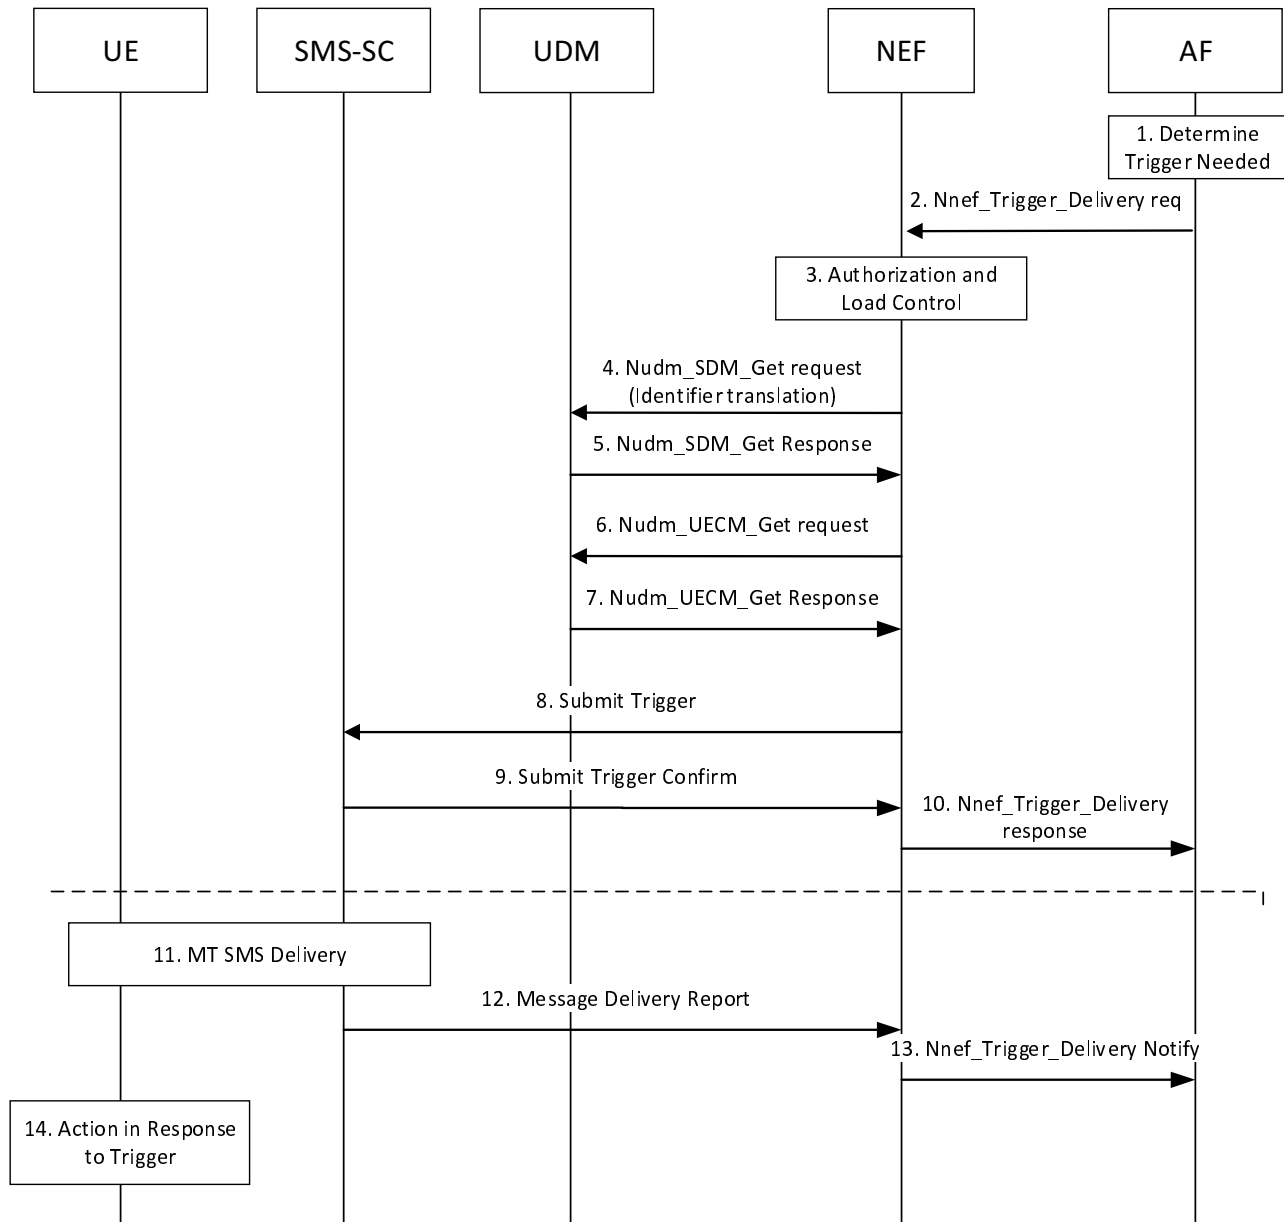 UE
SMS-SC
UDM
NEF
AF
1. Determine
Trigger Needed
2. Nnef_Trigger_Delivery req
3. Authorization and
Load Control
4. Nudm_SDM_Get request
(Identifier translation)
5. Nudm_SDM_Get Response
6. Nudm_UECM_Get request
7. Nudm_UECM_Get Response
8. Submit Trigger
9. Submit Trigger Confirm
10. Nnef_Trigger_Delivery
response
11. MT SMS Delivery
12. Message Delivery Report
13. Nnef_Trigger_Delivery Notify
14. Action in Response
to Trigger